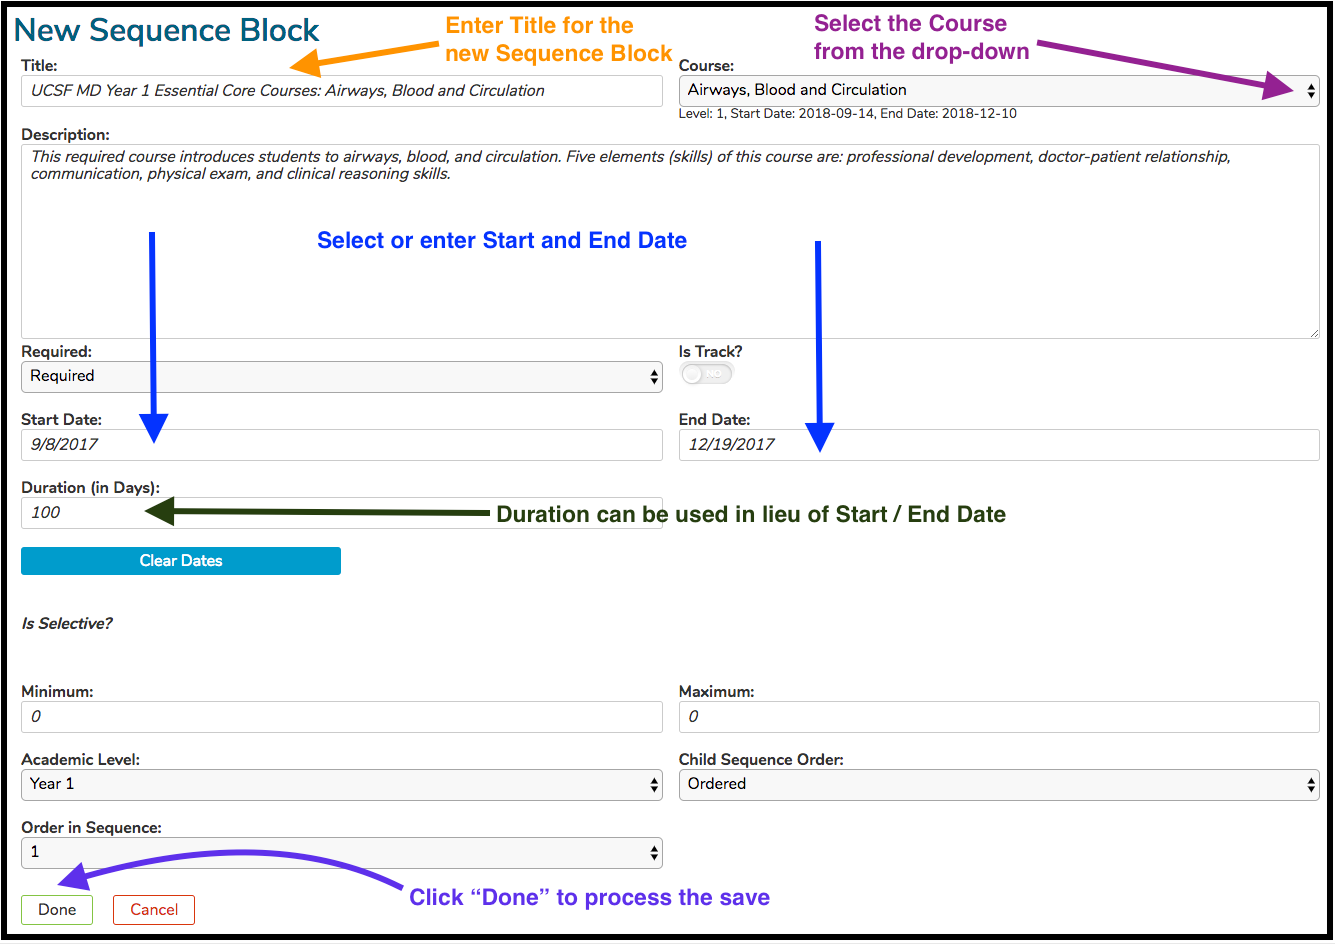 New Sequence Block
Enter Title for the
new Sequence Block
Select the Course
from the drop-down
Title:
UCSF MD Year 1 Essential Core Courses: Airways, Blood and Circulation
Course:
Airways, Blood and Circulation
Level: 1, Start Date: 2018-09-14, End Date: 2018-12-10
Description:
This required course introduces students to airways, blood, and circulation. Five elements (skills) of this course are: professional development, doctor-patient relationship,
communication, physical exam, and clinical reasoning skills.
Select or enter Start and End Date
Required:
Required
Is Track?
NO
Start Date:
9/8/2017
End Date:
12/19/2017
Duration (in Days):
100
Duration can be used in lieu of Start / End Date
Clear Dates
Is Selective?
Minimum:
0
Maximum:
0
Academic Level:
Year 1
Child Sequence Order:
Ordered
Order in Sequence:
1
Click “Done” to process the save
Done
Cancel